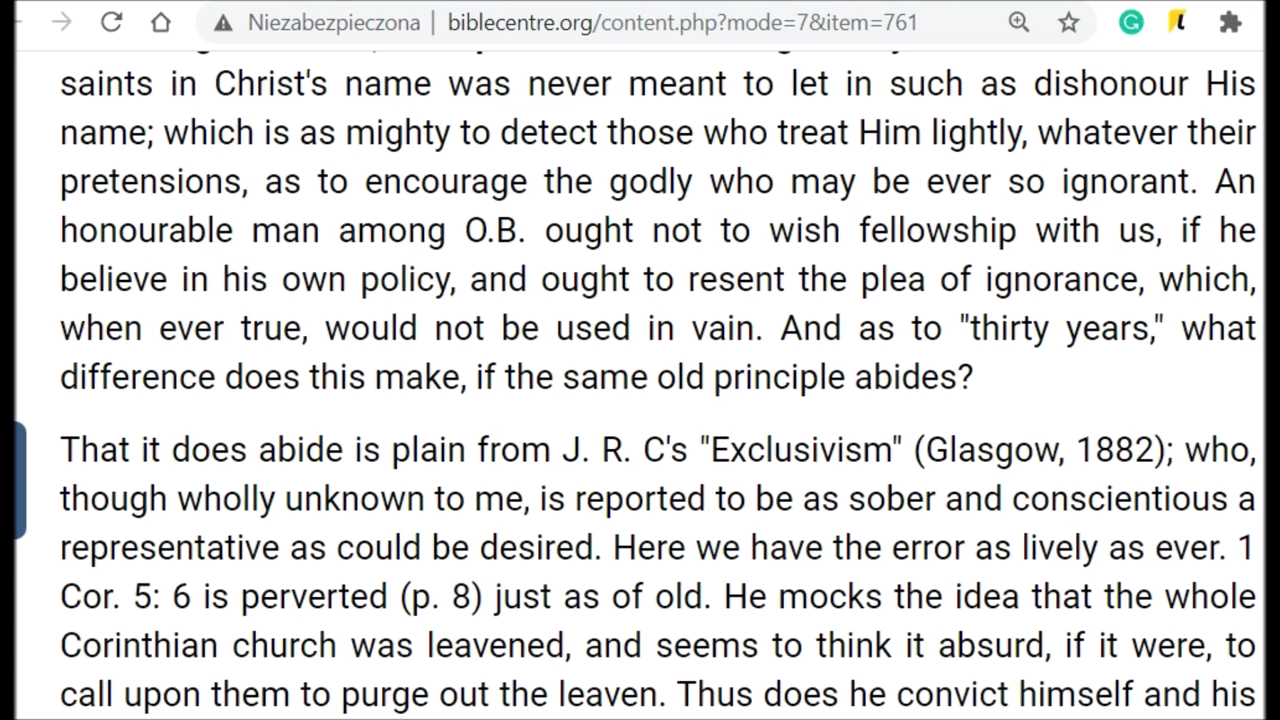 Niezabezpieczona | biblecentre.org/content.php?mode=7&item=761
saints in Christ's name was never meant to let in such as dishonour His
name; which is as mighty to detect those who treat Him lightly, whatever their
pretensions, as to encourage the godly who may be ever so ignorant. An
honourable man among O.B. ought not to wish fellowship with us, if he
believe in his own policy, and ought to resent the plea of ignorance, which,
when ever true, would not be used in vain. And as to "thirty years," what
difference does this make, if the same old principle abides?
That it does abide is plain from J. R. C's "Exclusivism" (Glasgow, 1882); who,
though wholly unknown to me, is reported to be as sober and conscientious a
representative as could be desired. Here we have the error as lively as ever. 1
Cor. 5: 6 is perverted (p. 8) just as of old. He mocks the idea that the whole
Corinthian church was leavened, and seems to think it absurd, if it were, to
call upon them to purge out the leaven. Thus does he convict himself and his